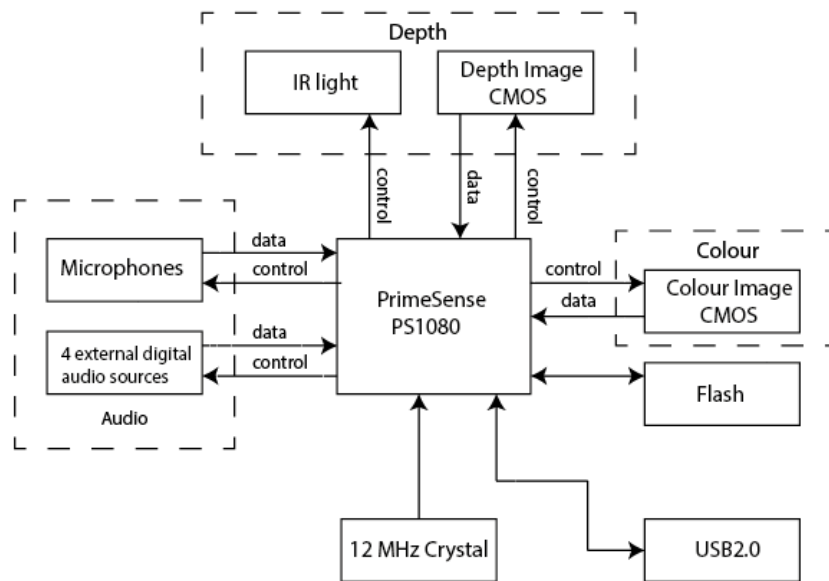 Depth
IR light
Depth Image
CMOS
control
data
control
Microphones
data
control
4 external digital
audio sources
data
control
Audio
PrimeSense
PS1080
control
data
Colour
Colour Image
CMOS
Flash
12 MHz Crystal
USB2.0